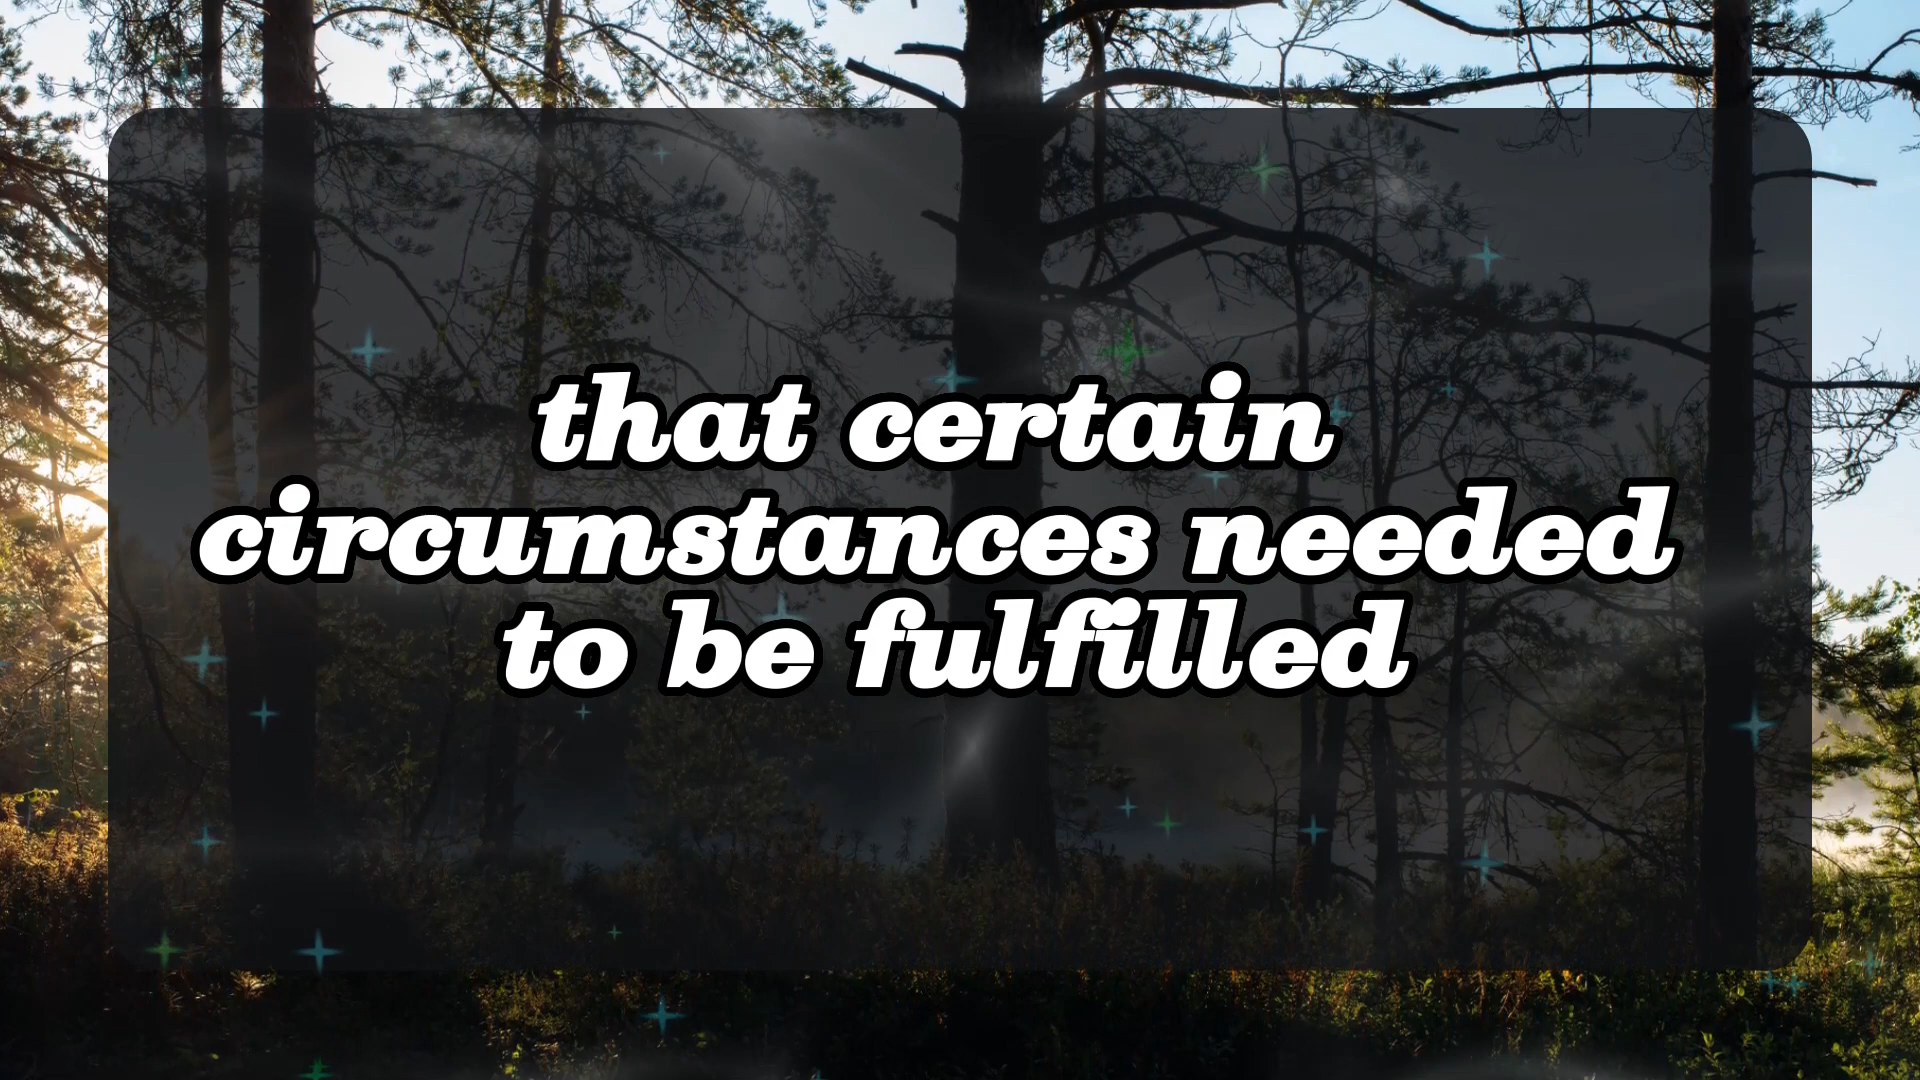 that certain
circumstances needed
to be fulfilled